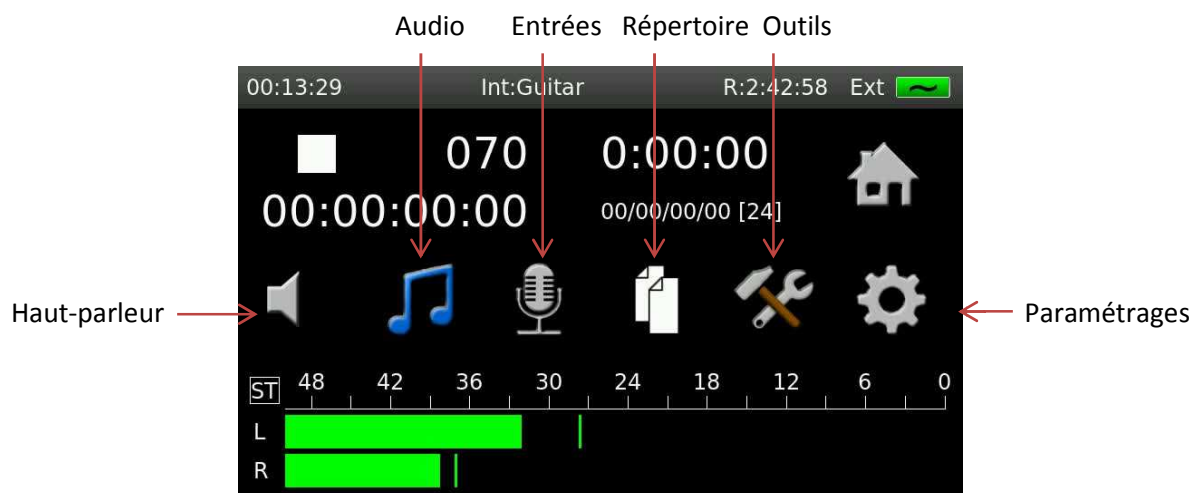 Audio Entrées Répertoire Outils
00:13:29 Int:Guitar R:2:42:58 Ext
070 0:00:00
00:00:00:00 00/00/00/00 [24]
Haut-parleur Paramétrages
ST 48 42 36 30 24 18 12 6 0
L
R